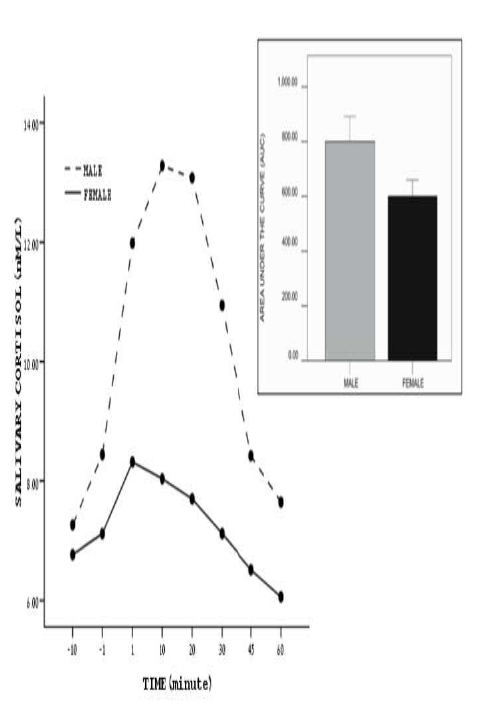 14.00
12.00
10.00
8.00
6.00
SALIVARY CORTISOL (nM/L)
MALE
FEMALE
-10 -1 1 10 20 30 45 60
TIME (minute)
1,000.00
800.00
600.00
400.00
200.00
0.00
AREA UNDER THE CURVE (AUC)
MALE FEMALE